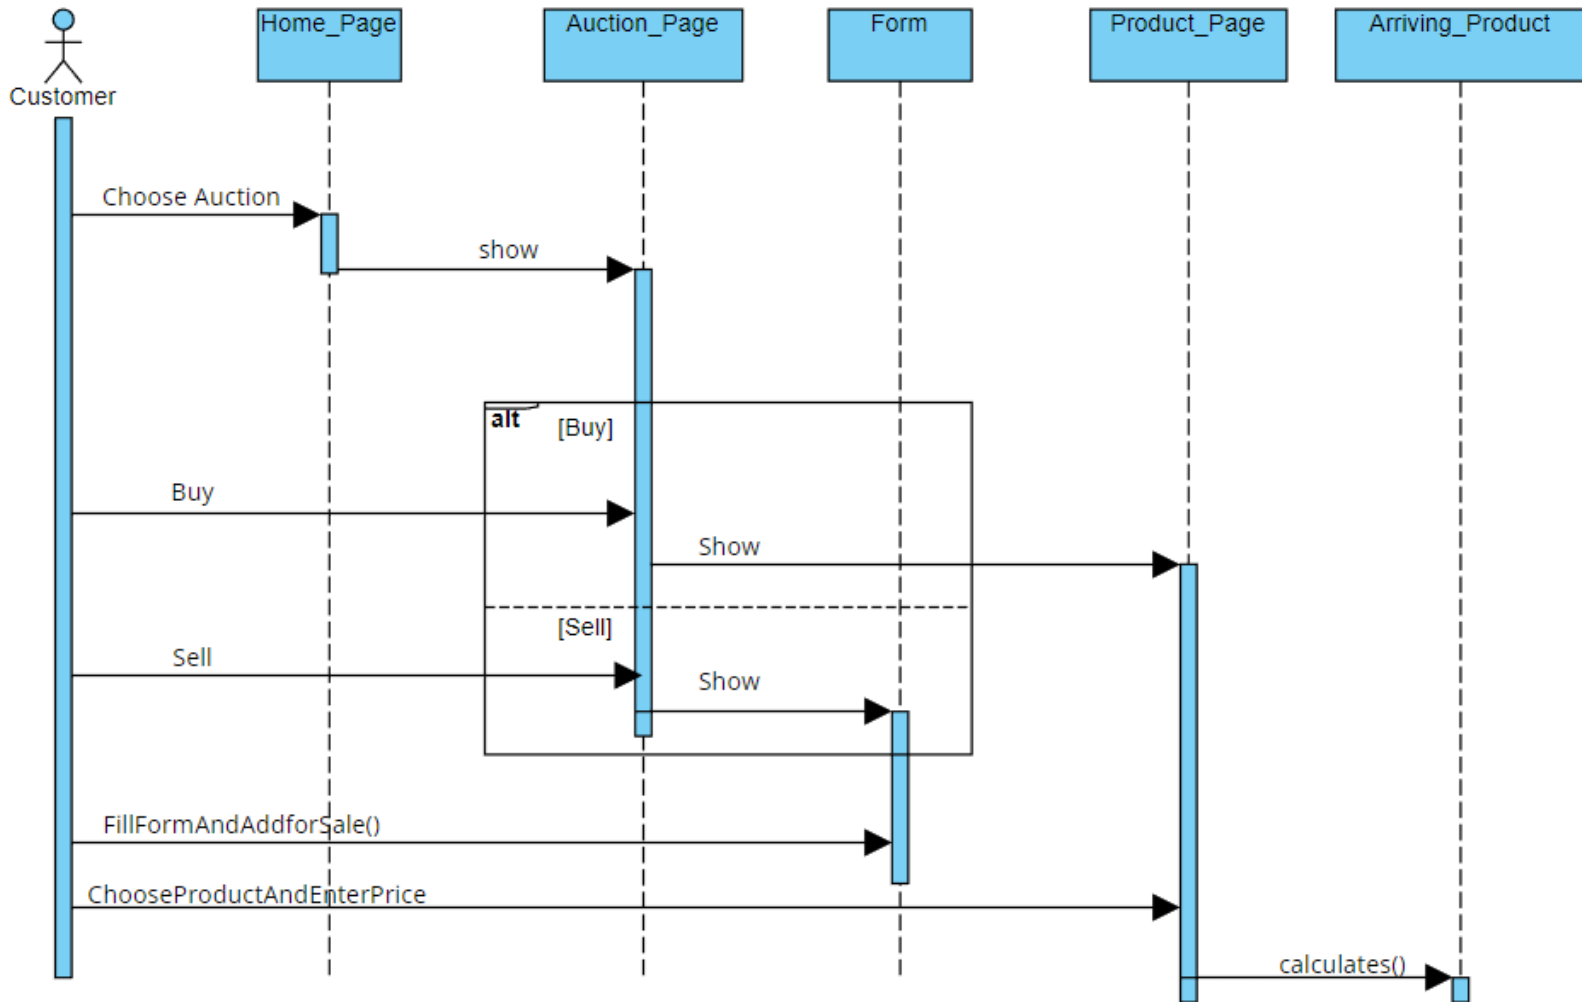 Home_Page
Auction_Page
Form
Product_Page
Arriving_Product
Customer
Choose Auction
show
alt
[Buy]
Buy
Show
[Sell]
Sell
Show
FillFormAndAddforSale()
ChooseProductAndEnterPrice
calculates()